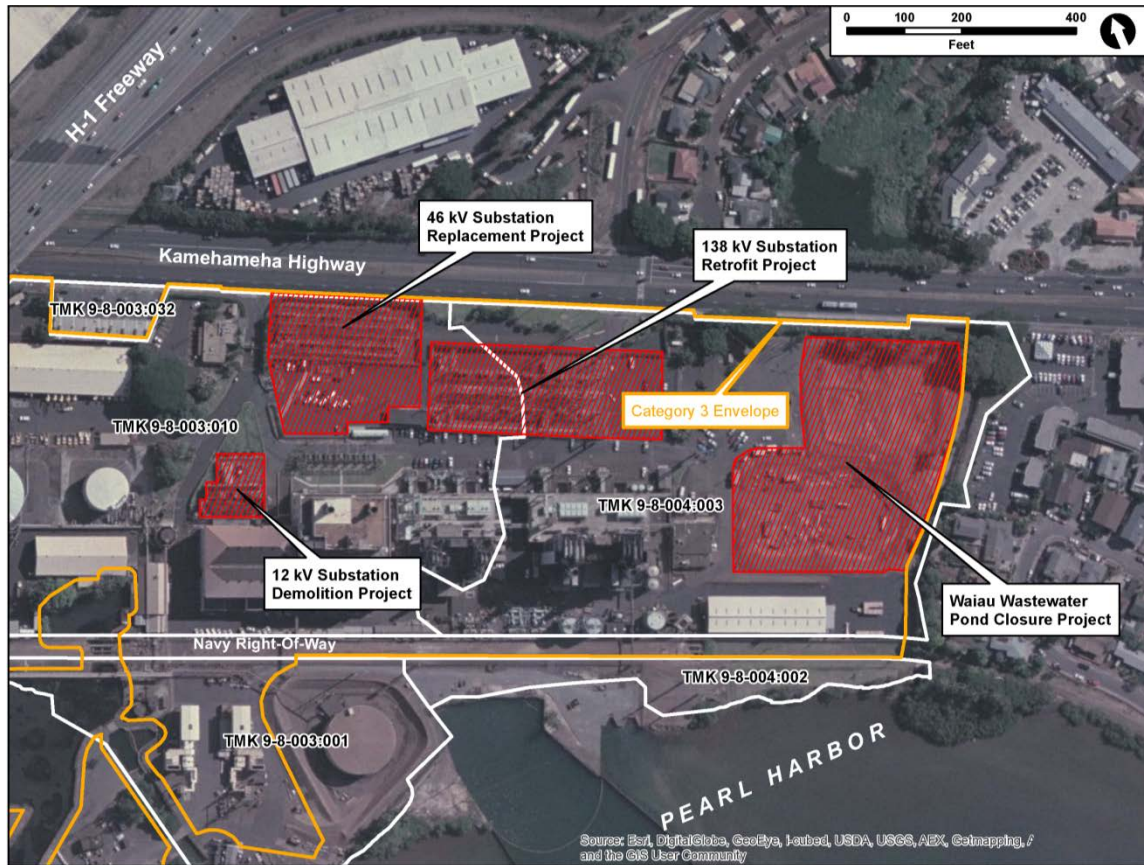 0 100 200 400
Feet
H-1 Freeway
46 kV Substation
Replacement Project
138 kV Substation
Retrofit Project
Kamehameha Highway
TMK 9-8-003:032
Category 3 Envelope
TMK 9-8-003:010
TMK 9-8-004:003
12 kV Substation
Demolition Project
Waiau Wastewater
Pond Closure Project
Navy Right-Of-Way
TMK 9-8-004:002
TMK 9-8-003:001
PEARL HARBOR
Source: Esri, DigitalGlobe, GeoEye, i-cubed, USDA, USGS, AEX, Getmapping,
and the GIS User Community